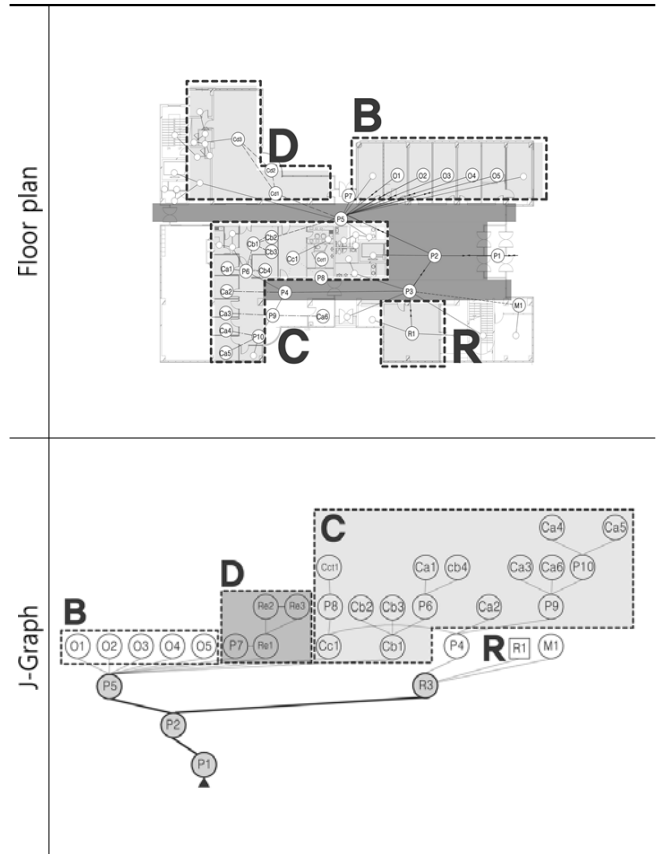 Floor plan
B
D
Cd3
Cd2
Cd1
P7
O1
O2
O3
O4
O5
P5
Cb2
Cb1
Cb3
Cc1
P2
P1
Ca1
P6
Cb4
P8
Ca2
P4
P3
M1
Ca3
P9
Ca6
Ca4
P10
R1
Ca5
C
R
J-Graph
C
Ca4
Ca5
Cct1
Ca1
cb4
Ca3
Ca6
P10
D
Re2
Re3
P8
Cb2
Cb3
P6
Ca2
P9
B
O1
O2
O3
O4
O5
P7
Re1
Cc1
Cb1
P4
R
R1
M1
P5
R3
P2
P1